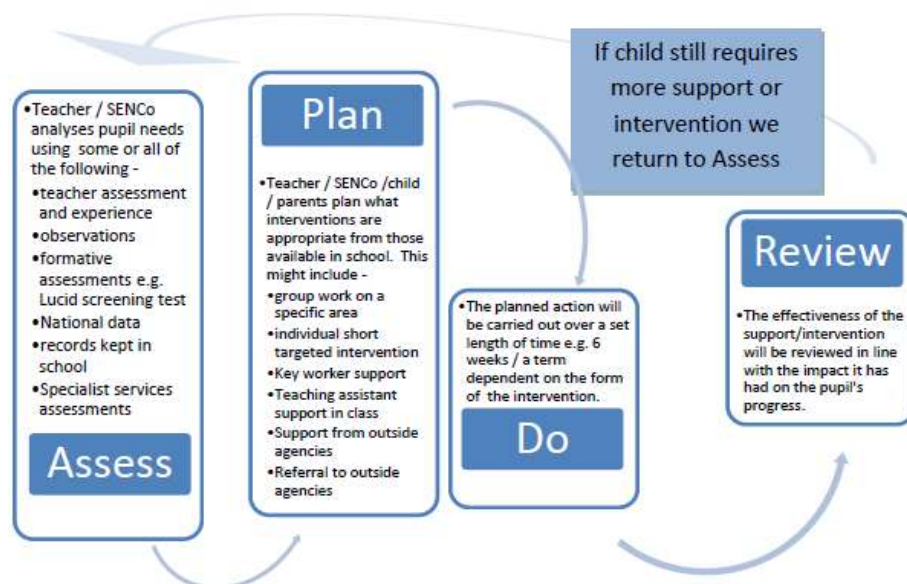 •Teacher / SENCo
analyses pupil needs
using some or all of
the following -
•teacher assessment
and experience
•observations
•formative
assessments e.g.
Lucid screening test
•National data
•records kept in
school
•Specialist services
assessments
Assess
Plan
•Teacher / SENCo /child
/ parents plan what
interventions are
appropriate from those
available in school. This
might include -
•group work on a
specific area
•individual short
targeted intervention
•Key worker support
•Teaching assistant
support in class
•Support from outside
agencies
•Referral to outside
agencies
•The planned action will
be carried out over a set
length of time e.g. 6
weeks / a term
dependent on the form
of the intervention.
Do
Review
•The effectiveness of the
support/intervention
will be reviewed in line
with the impact it has
had on the pupil's
progress.
If child still requires
more support or
intervention we
return to Assess